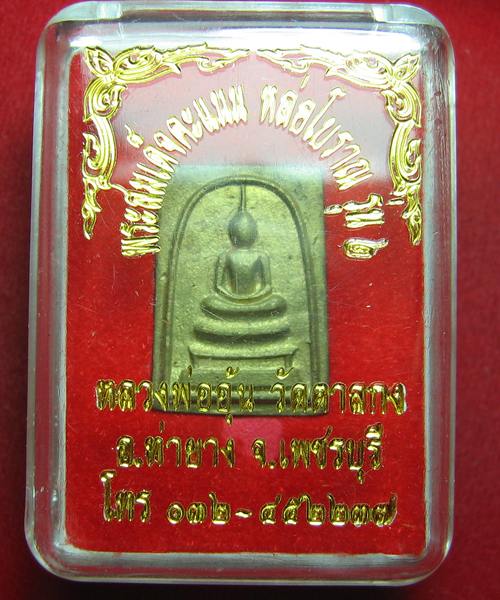 พระสมเด็จคะแนน หล่อโบราณ รุ่น ๑
หลวงพ่ออุ้น วัดตาลกง
อ.ท่ายาง จ.เพชรบุรี
โทร ๐๓๒-๔๕๒๒๓๗